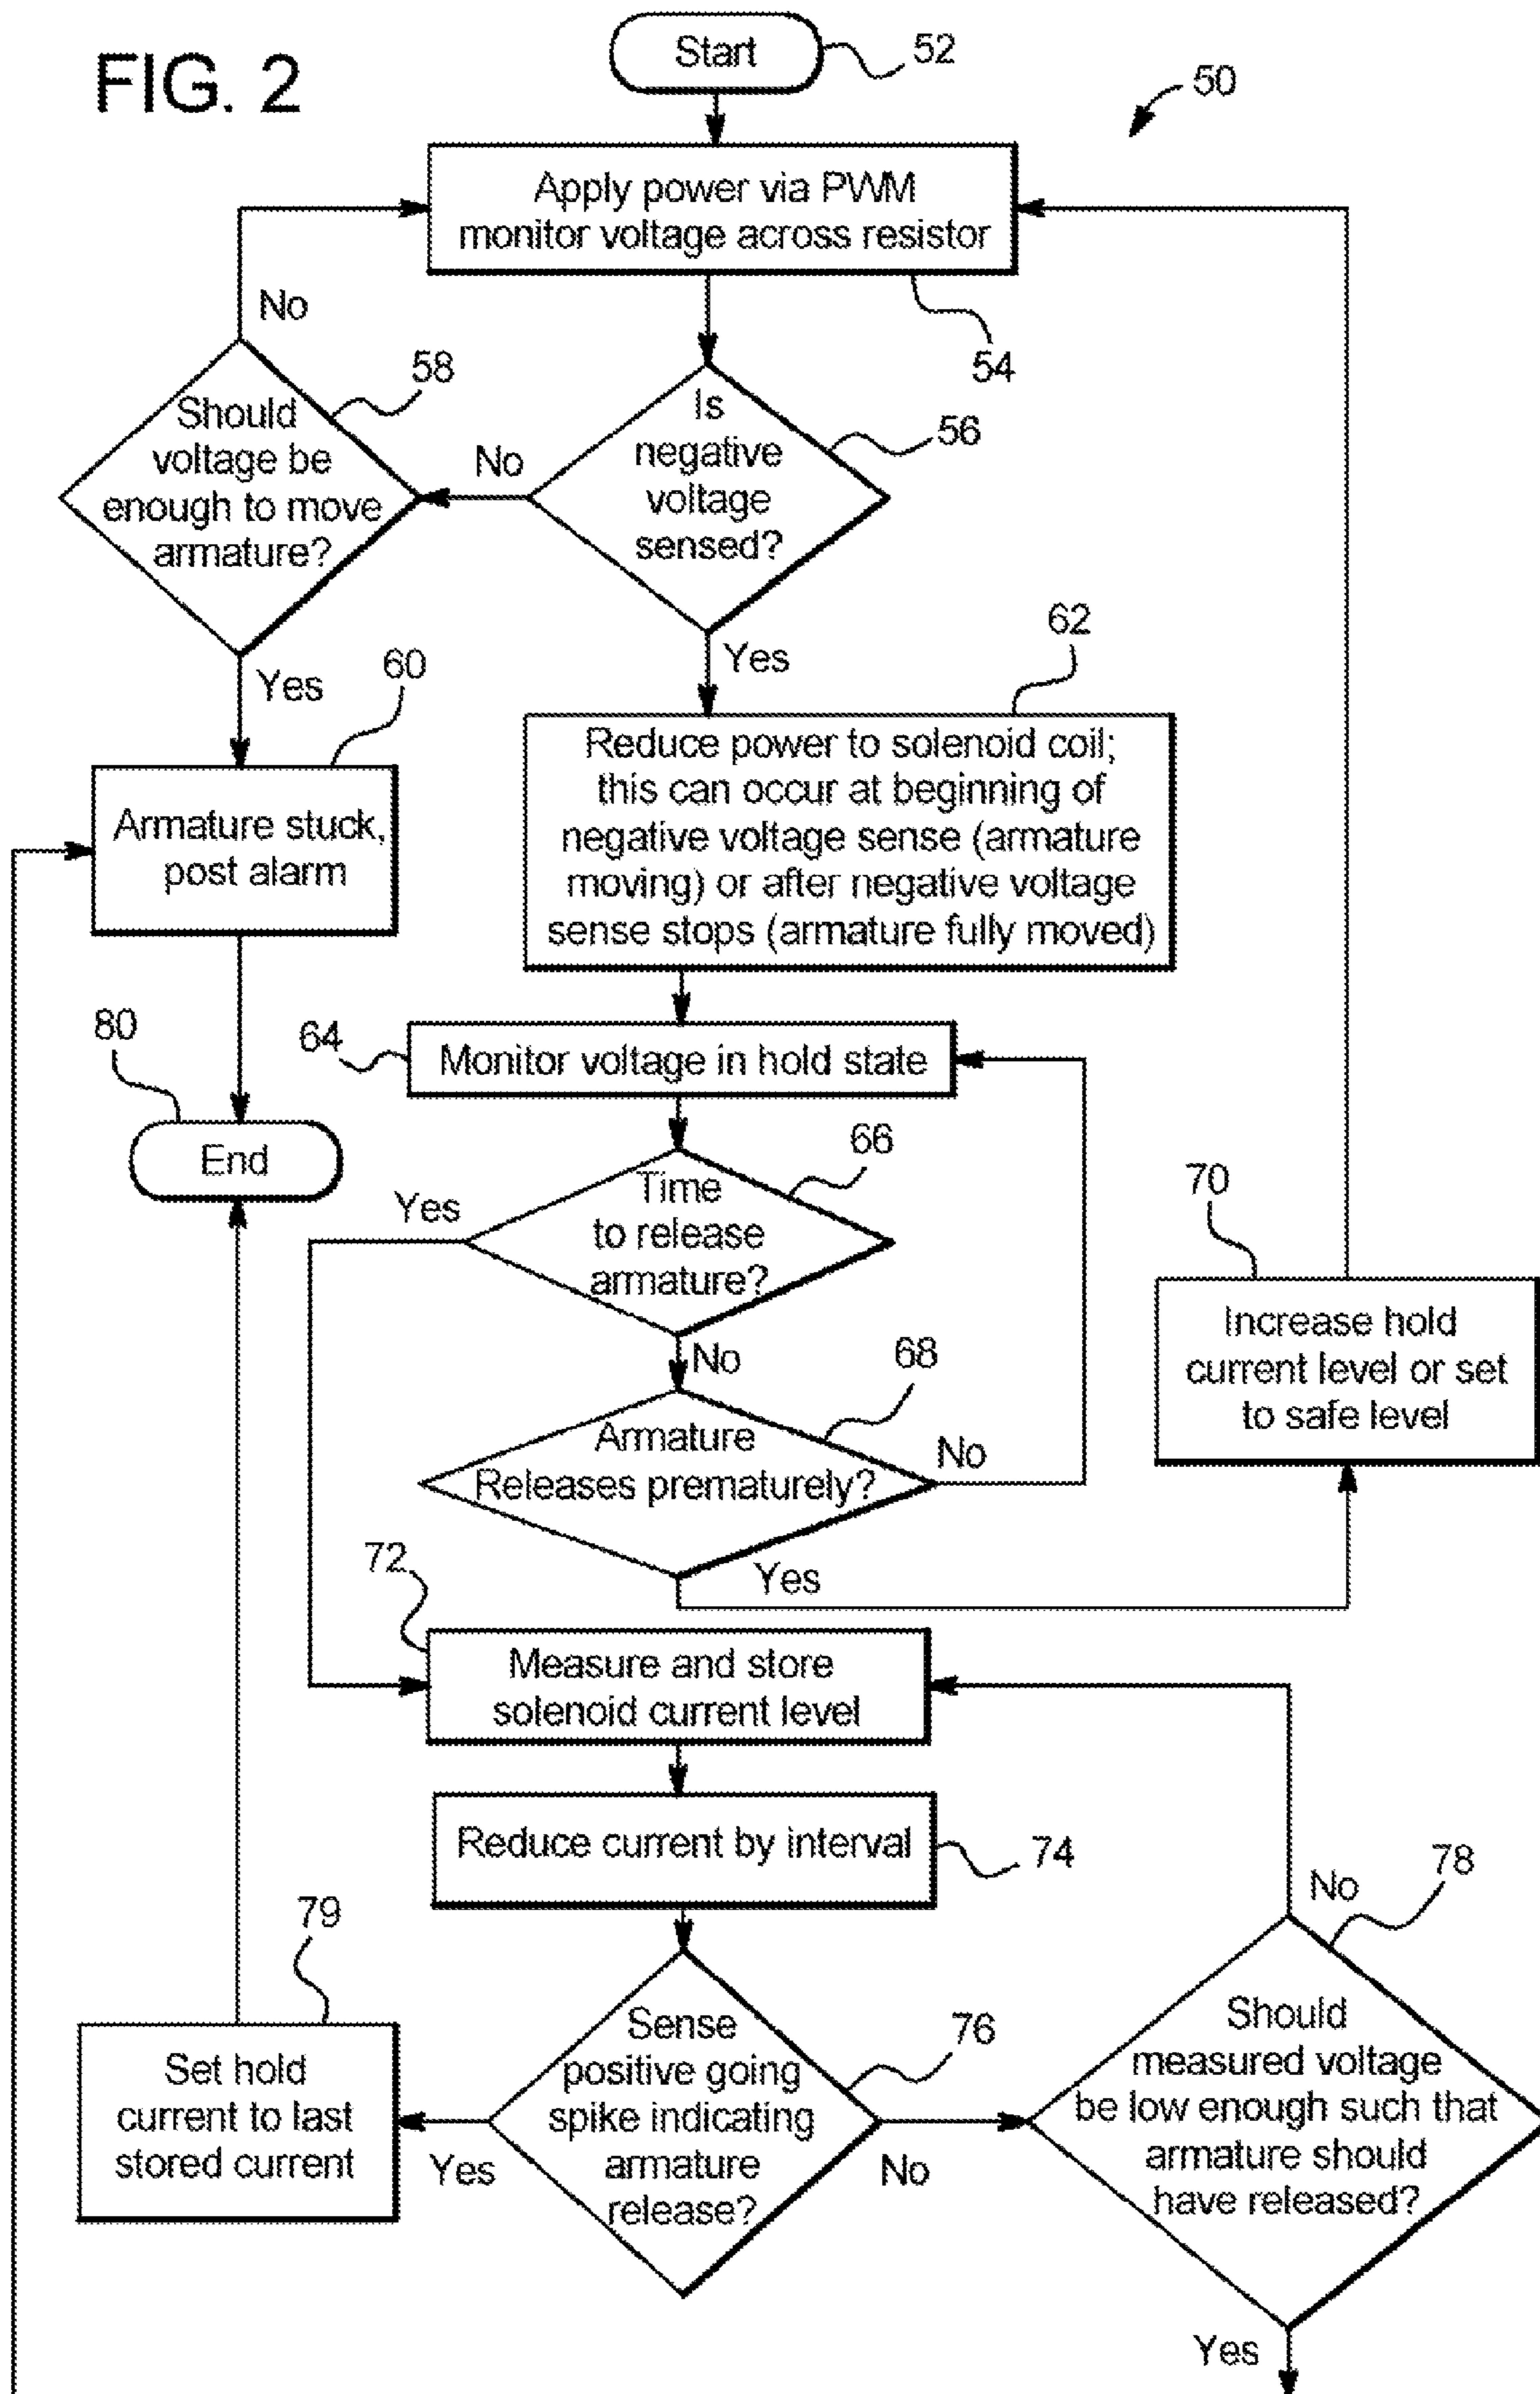 FIG. 2
Start
52
50
Apply power via PWM
monitor voltage across resistor
54
No
58
Should
voltage be
enough to move
armature?
No
Is
negative
voltage
sensed?
56
Yes
60
Yes
62
Armature stuck,
post alarm
Reduce power to solenoid coil;
this can occur at beginning of
negative voltage sense (armature
moving) or after negative voltage
sense stops (armature fully moved)
80
End
64
Monitor voltage in hold state
66
Time
to release
armature?
Yes
No
68
Armature
Releases prematurely?
No
Yes
70
Increase hold
current level or set
to safe level
72
Measure and store
solenoid current level
Reduce current by interval
74
79
Set hold
current to last
stored current
Yes
Sense
positive going
spike indicating
armature
release?
76
No
No
78
Should
measured voltage
be low enough such that
armature should
have released?
Yes